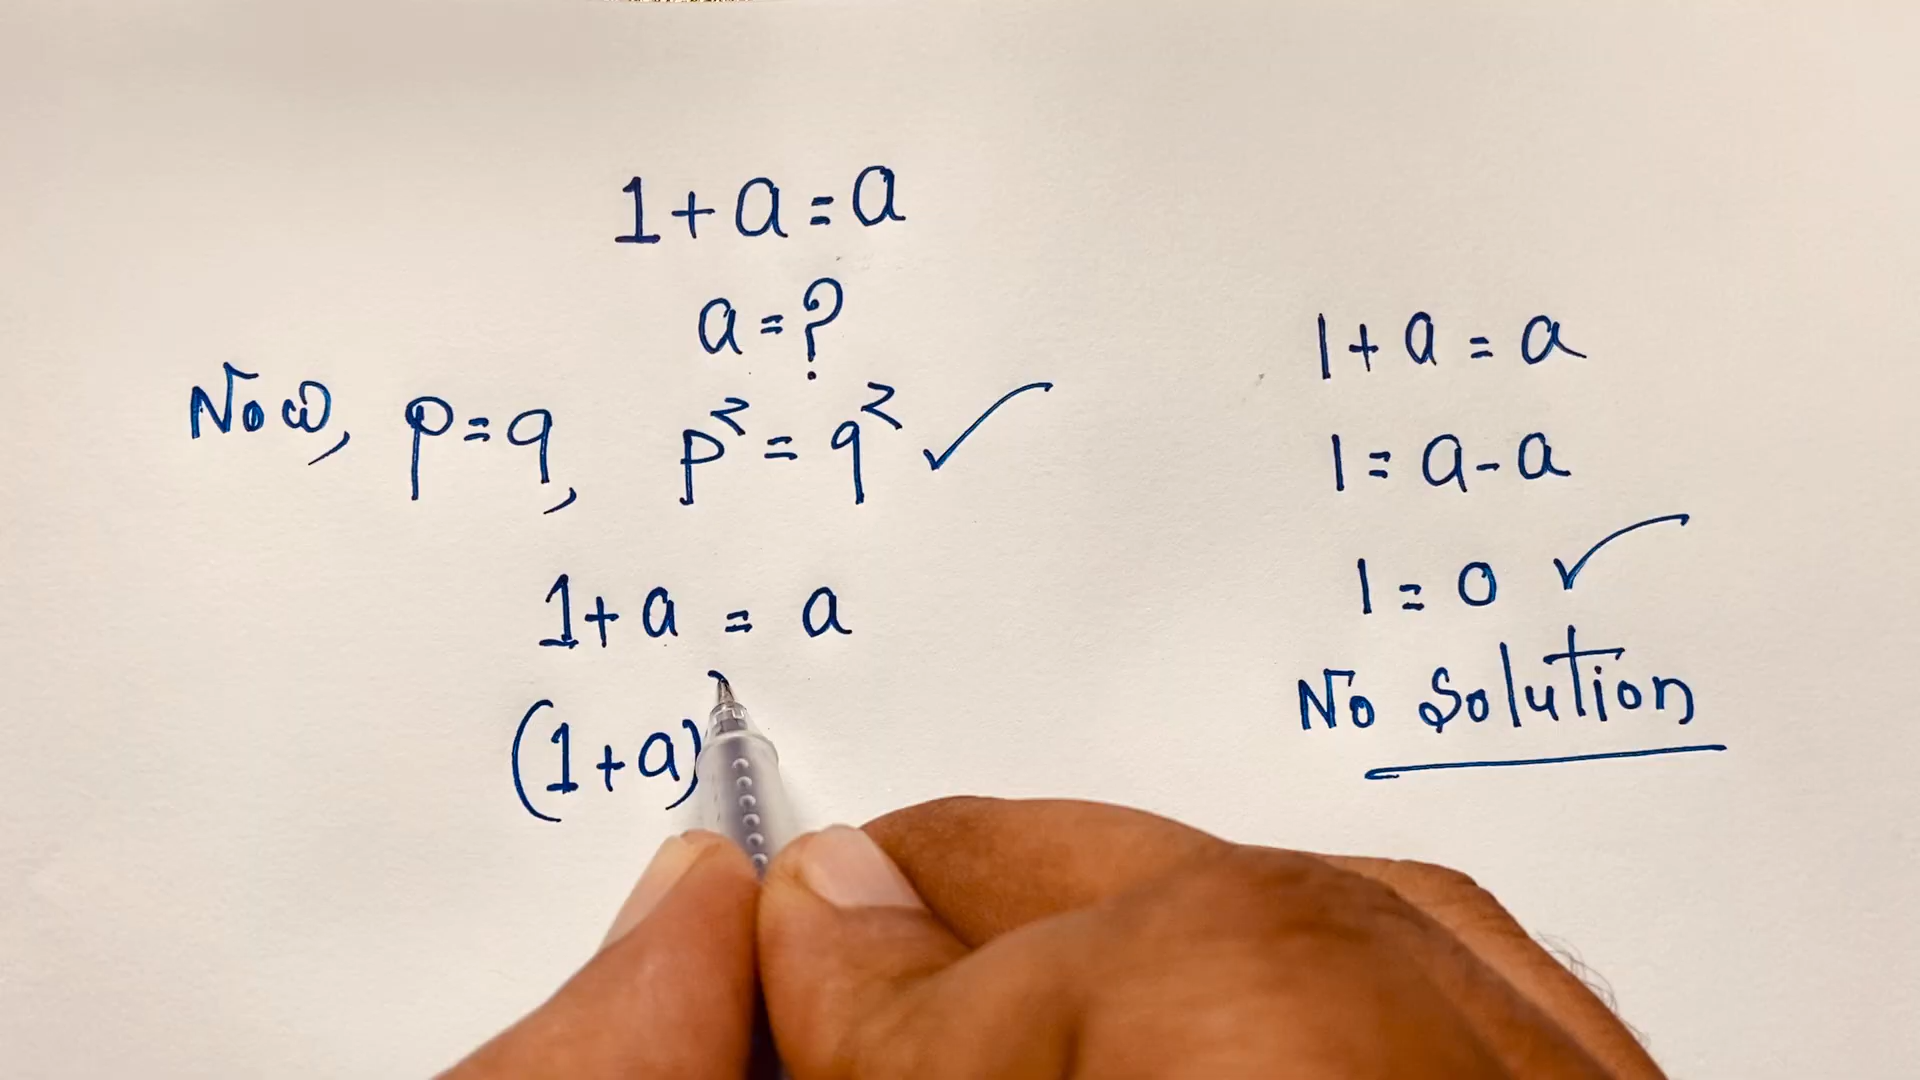 1+a=a
a=?
Now, p=q, p²=q² ✓
1+a = a
(1+a)
1+a=a
1=a-a
1=0 ✓
No Solution